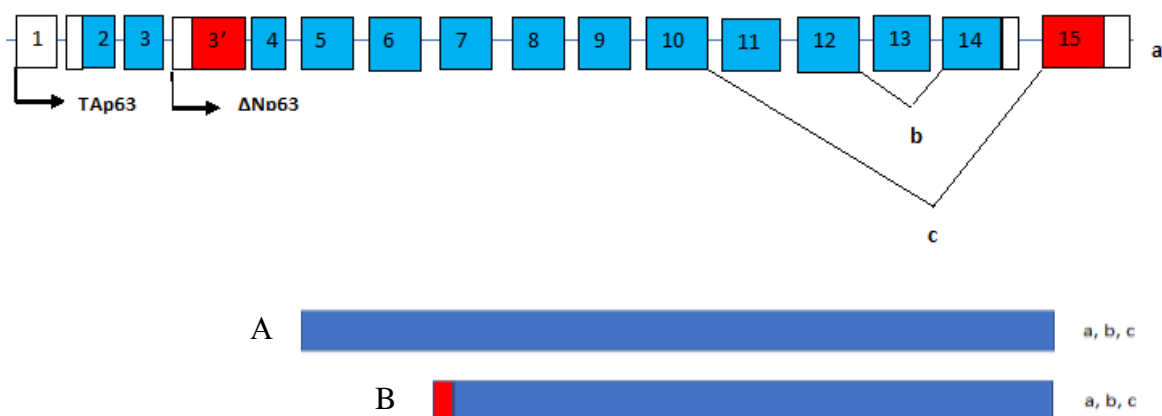 1 2 3 3′ 4 5 6 7 8 9 10 11 12 13 14 15 a
TAp63 ΔNp63
b
c
A a, b, c
B a, b, c